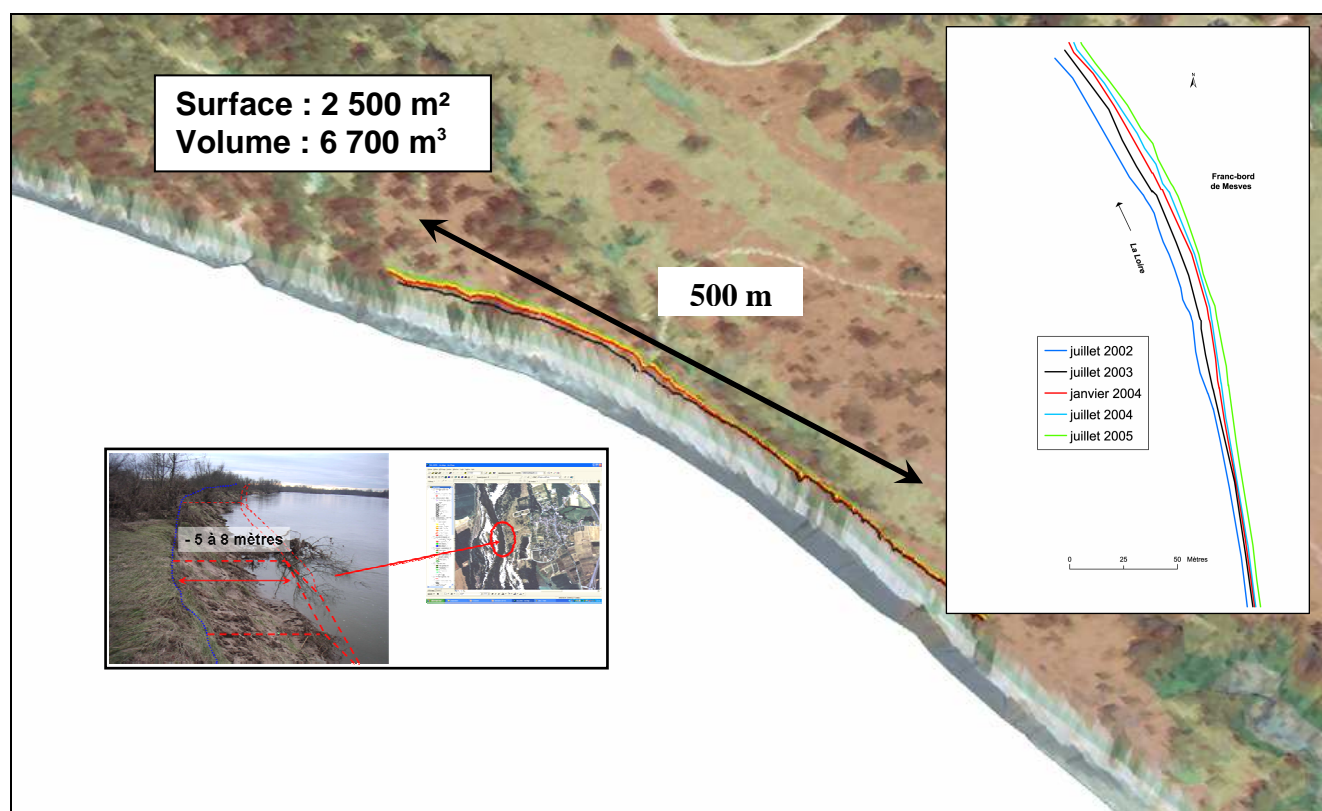 Surface : 2 500 m²
Volume : 6 700 m³
500 m
- 5 à 8 mètres
N
Franc-bord
de Mesves
La Loire
juillet 2002
juillet 2003
janvier 2004
juillet 2004
juillet 2005
0 25 50 Mètres